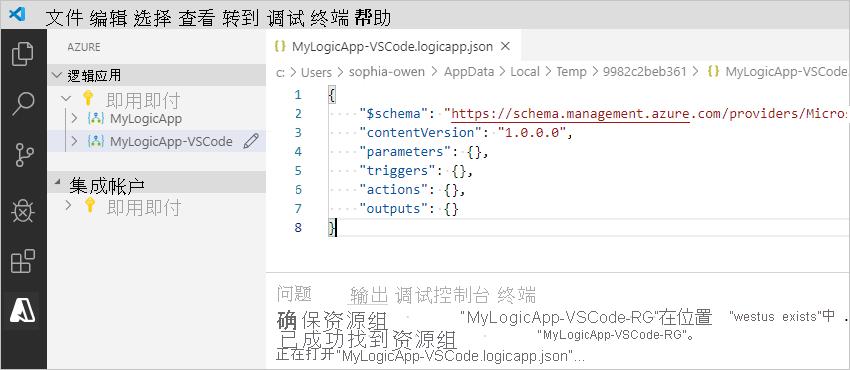 文件 编辑 选择 查看 转到 调试 终端 帮助
AZURE
逻辑应用
即用即付
MyLogicApp
MyLogicApp-VSCode
集成帐户
即用即付
{} MyLogicApp-VSCode.logicapp.json ×
c: > Users > sophia-owen > AppData > Local > Temp > 9982c2beb361 > {} MyLogicApp-VSCode.
1 {
2 "$schema": "https://schema.management.azure.com/providers/Micros
3 "contentVersion": "1.0.0.0",
4 "parameters": {},
5 "triggers": {},
6 "actions": {},
7 "outputs": {}
8 }
问题 输出 调试控制台 终端
确保资源组 "MyLogicApp-VSCode-RG"在位置 "westus exists"中 .
已成功找到资源组 "MyLogicApp-VSCode-RG"。
正在打开"MyLogicApp-VSCode.logicapp.json"...